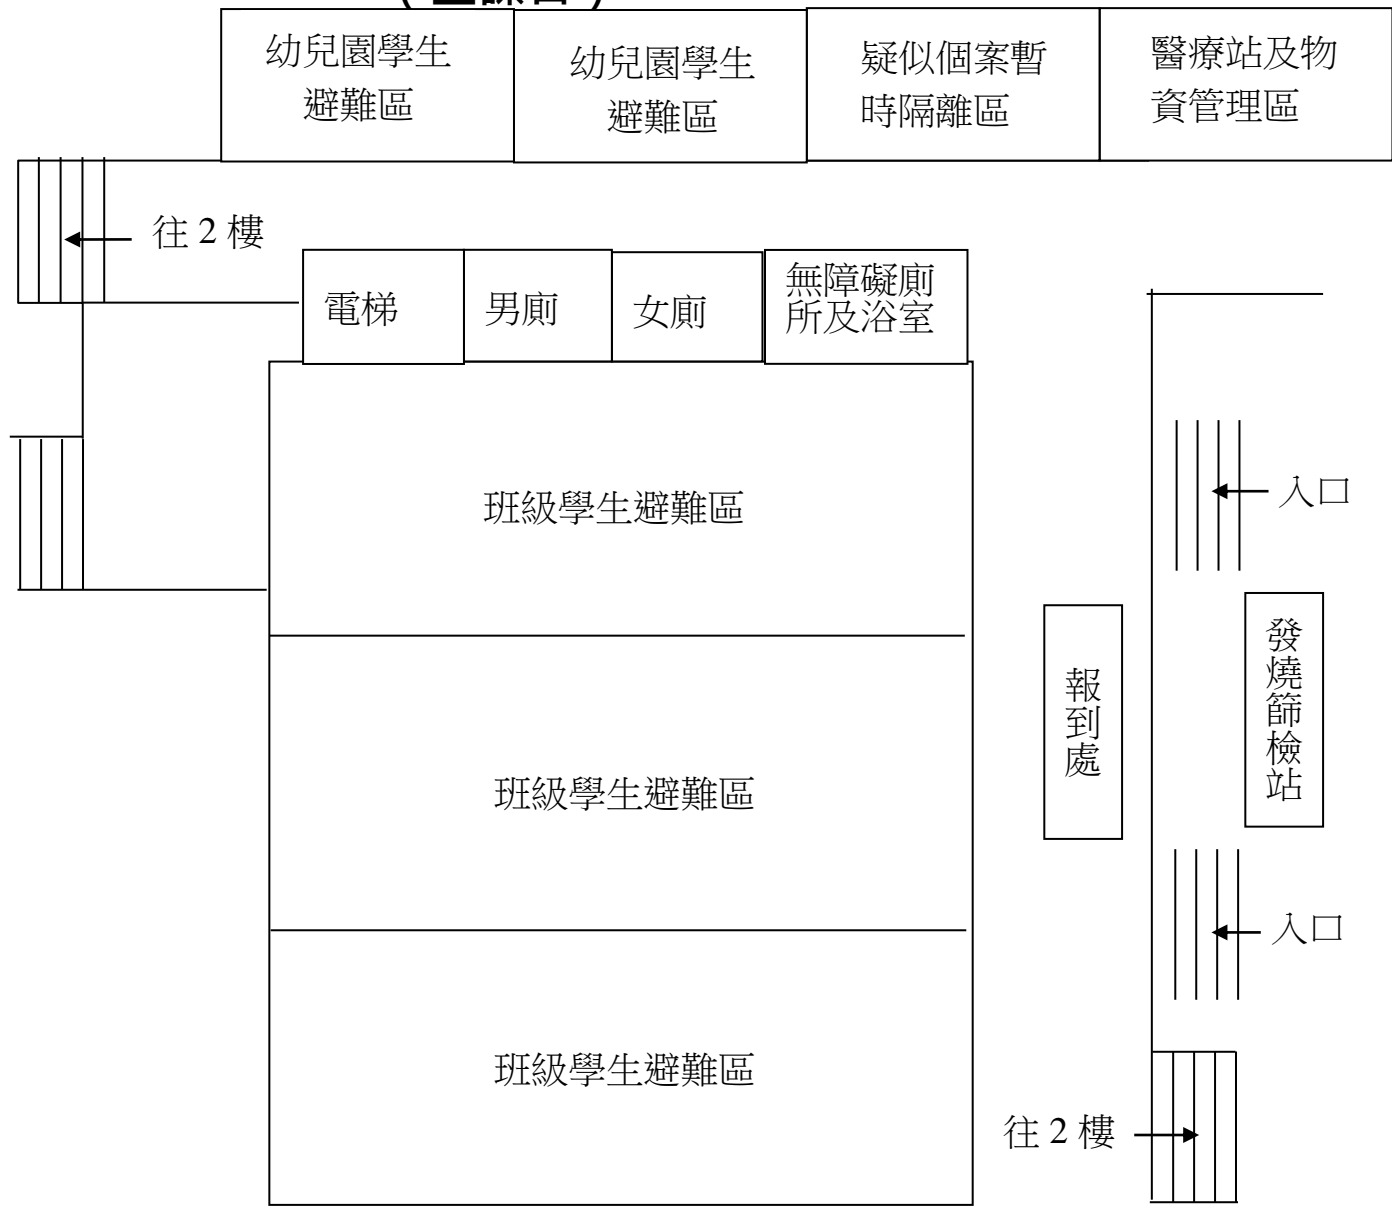 幼兒園學生
避難區
幼兒園學生
避難區
疑似個案暫
時隔離區
醫療站及物
資管理區
往 2 樓
電梯
男廁
女廁
無障礙廁
所及浴室
班級學生避難區
入口
報到處
發燒篩檢站
班級學生避難區
入口
班級學生避難區
往 2 樓